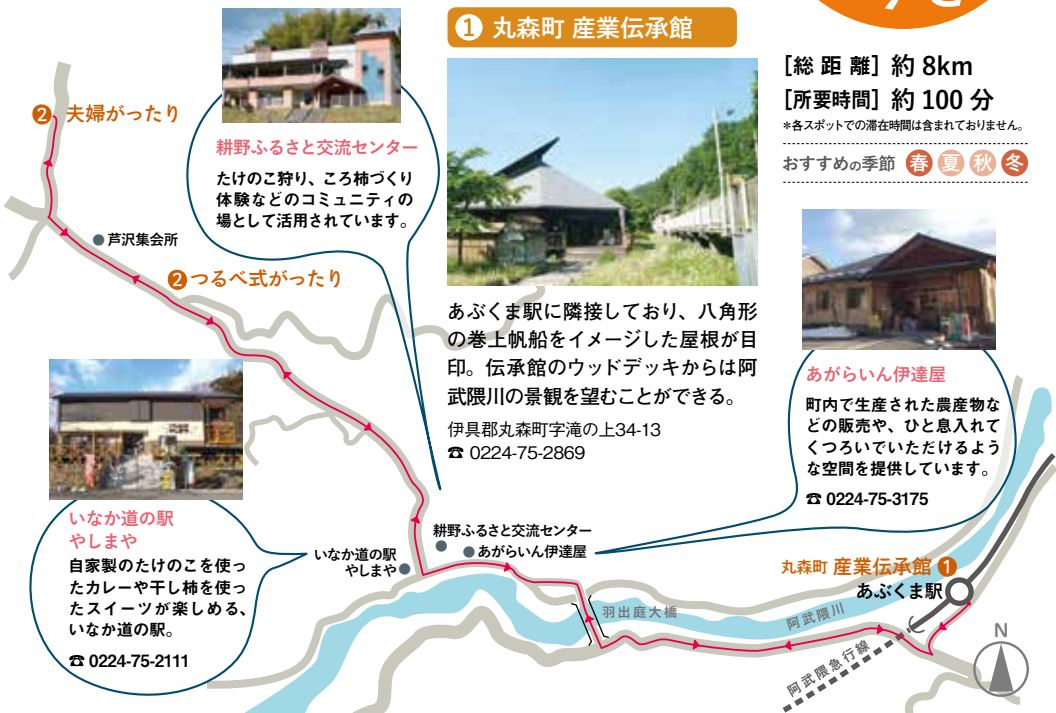 ① 丸森町 産業伝承館
[総距離] 約 8km
[所要時間] 約 100 分
*各スポットでの滞在時間は含まれておりません。
おすすめの季節 春 夏 秋 冬
② 夫婦がったり
耕野ふるさと交流センター
たけのこ狩り、ころ柿づくり
体験などのコミュニティの
場として活用されています。
芦沢集会所
②つるべ式がったり
あぶくま駅に隣接しており、八角形
の巻上帆船をイメージした屋根が目
印。伝承館のウッドデッキからは阿
武隈川の景観を望むことができる。
伊具郡丸森町字滝の上34-13
☎ 0224-75-2869
あがらいん伊達屋
町内で生産された農産物な
どの販売や、ひと息入れて
くつろいでいただけるよう
な空間を提供しています。
☎ 0224-75-3175
いなか道の駅
やしまや
自家製のたけのこを使っ
たカレーや干し柿を使っ
たスイーツが楽しめる、
いなか道の駅。
☎ 0224-75-2111
耕野ふるさと交流センター
あがらいん伊達屋
いなか道の駅
やしまや
羽出庭大橋
阿武隈川
丸森町 産業伝承館 ①
あぶくま駅
阿武隈急行線
N